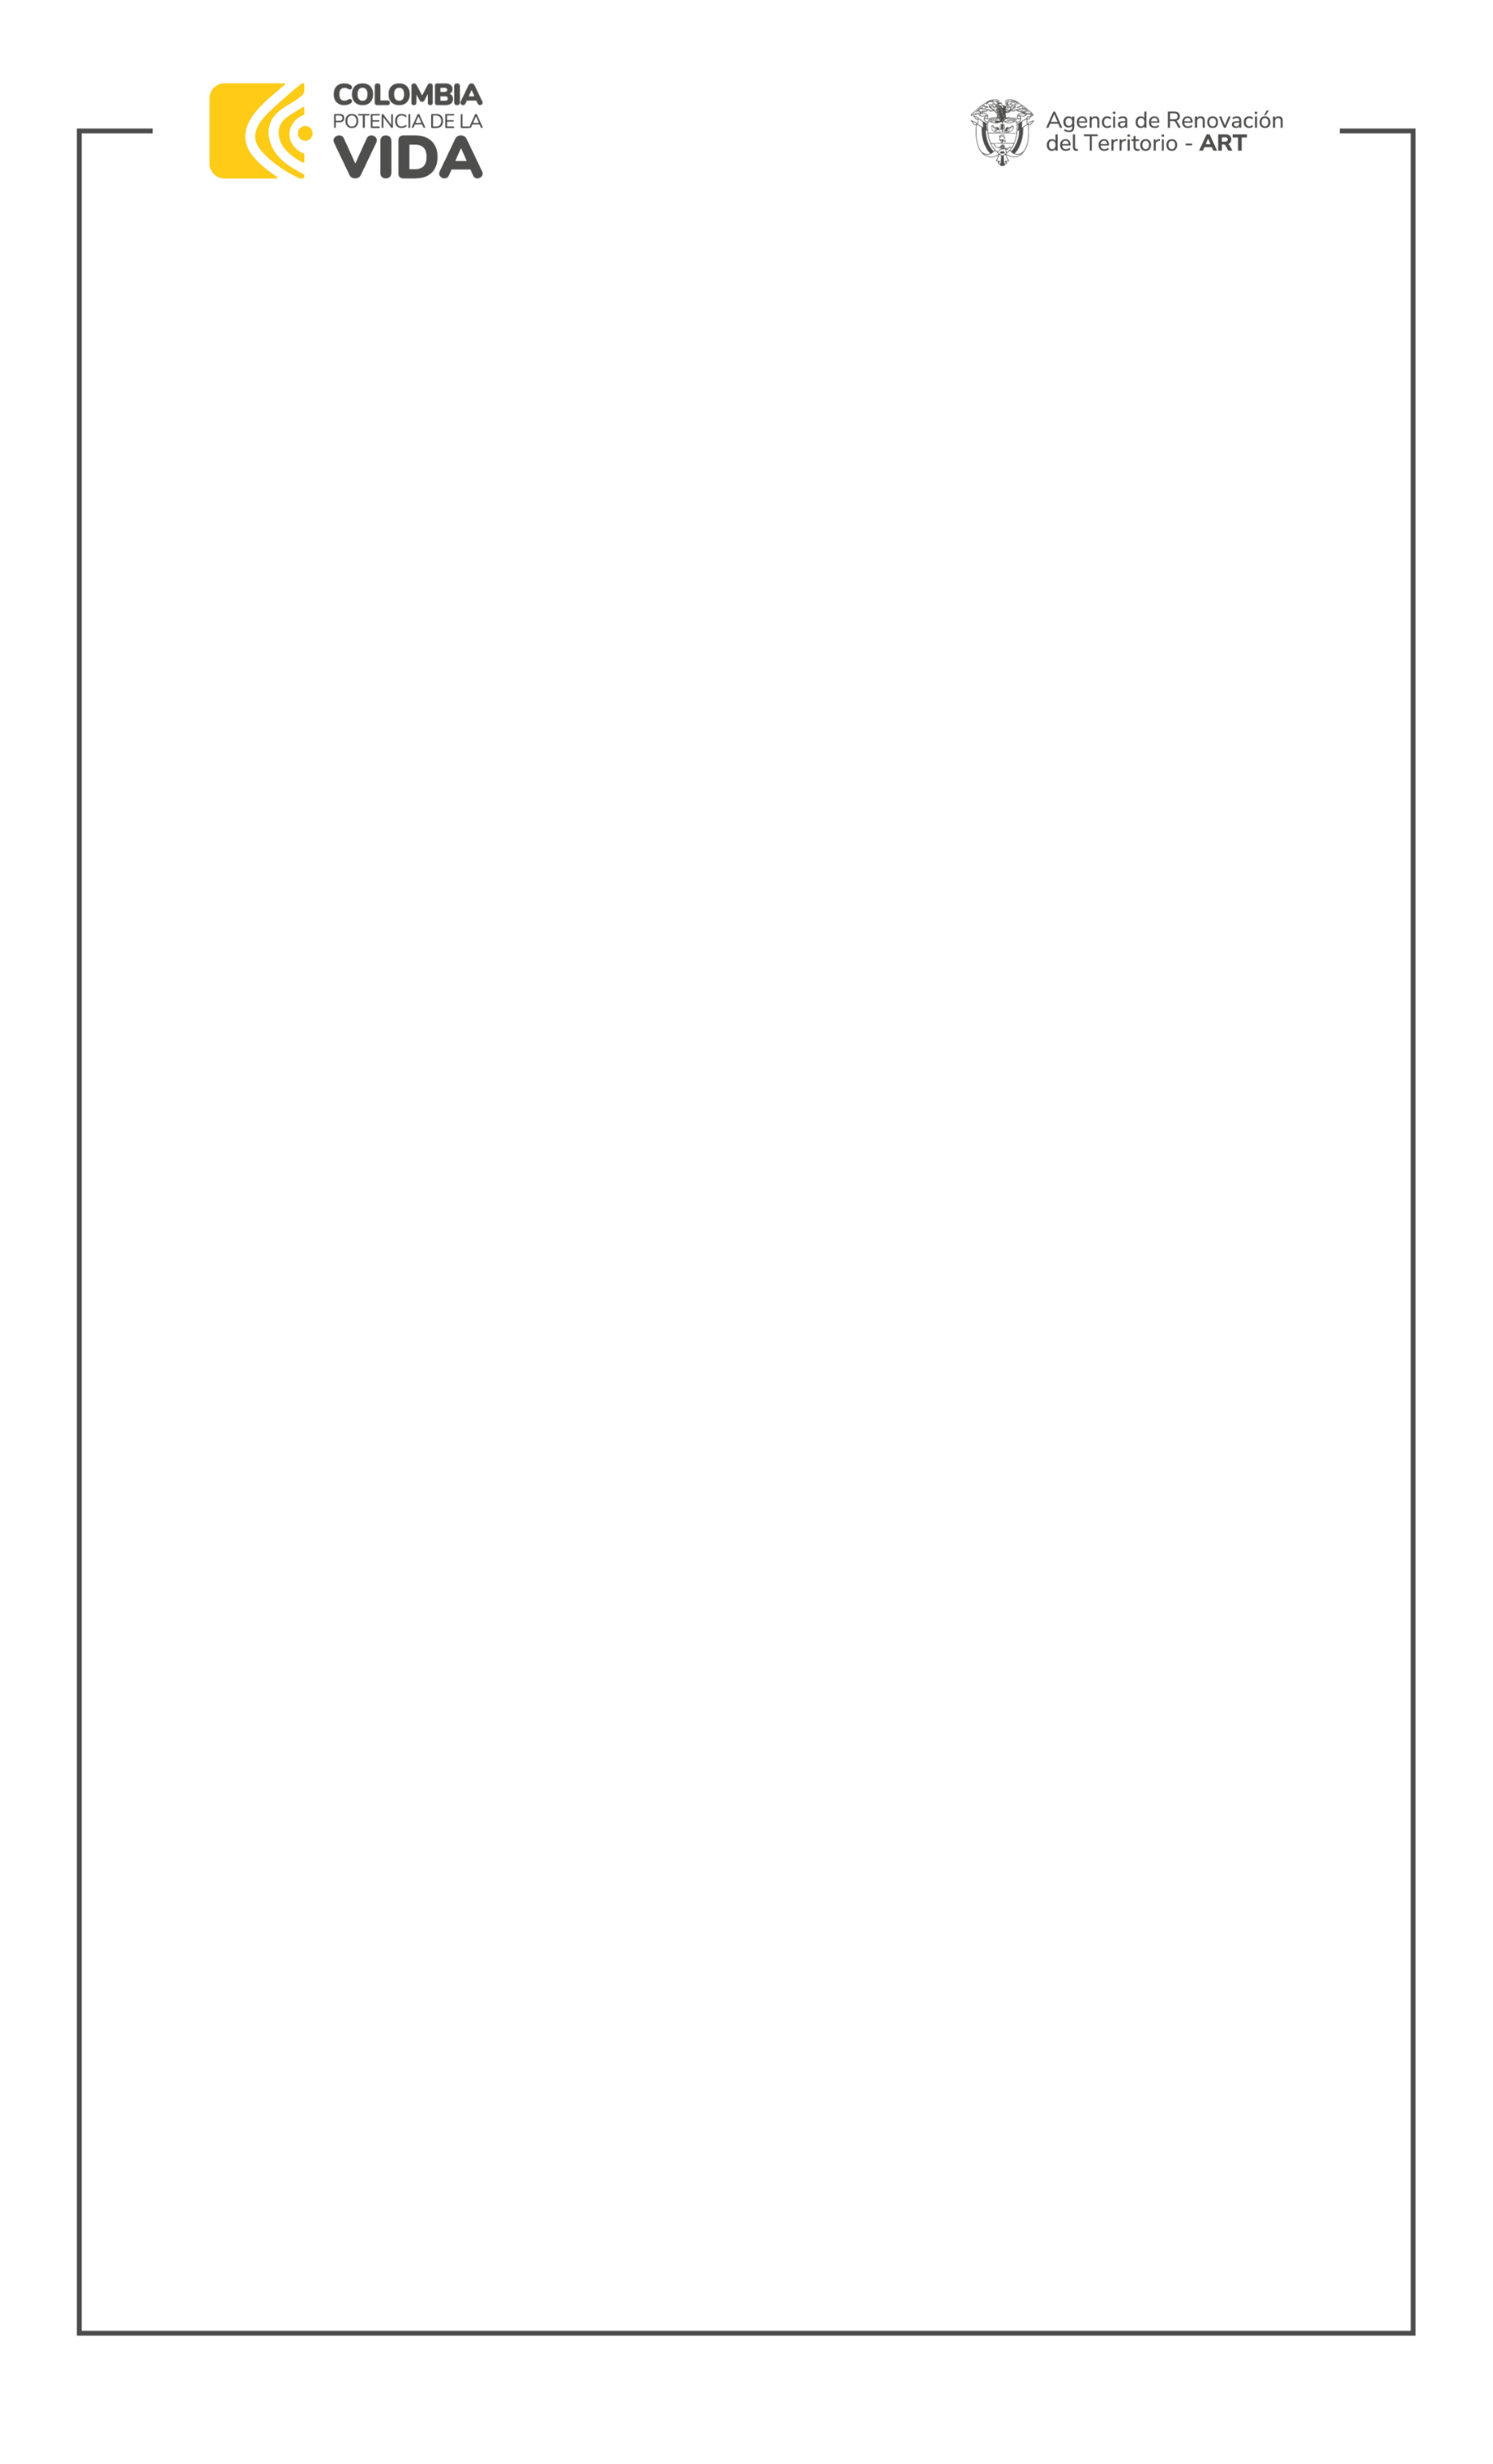 COLOMBIA
POTENCIA DE LA
VIDA
Agencia de Renovación
del Territorio - ART